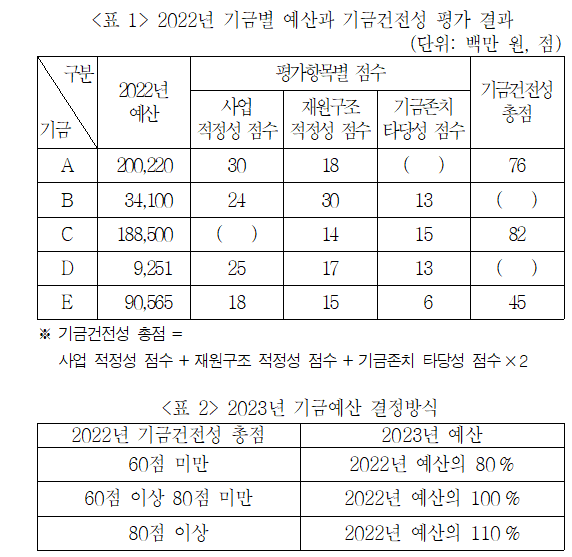 <표 1> 2022년 기금별 예산과 기금건전성 평가 결과
(단위: 백만 원, 점)
구분 기금 2022년 예산 평가항목별 점수 기금건전성 총점
사업 적정성 점수 재원구조 적정성 점수 기금존치 타당성 점수
A 200,220 30 18 ( ) 76
B 34,100 24 30 13 ( )
C 188,500 ( ) 14 15 82
D 9,251 25 17 13 ( )
E 90,565 18 15 6 45
※ 기금건전성 총점 =
사업 적정성 점수 + 재원구조 적정성 점수 + 기금존치 타당성 점수 × 2
<표 2> 2023년 기금예산 결정방식
2022년 기금건전성 총점 2023년 예산
60점 미만 2022년 예산의 80 %
60점 이상 80점 미만 2022년 예산의 100 %
80점 이상 2022년 예산의 110 %